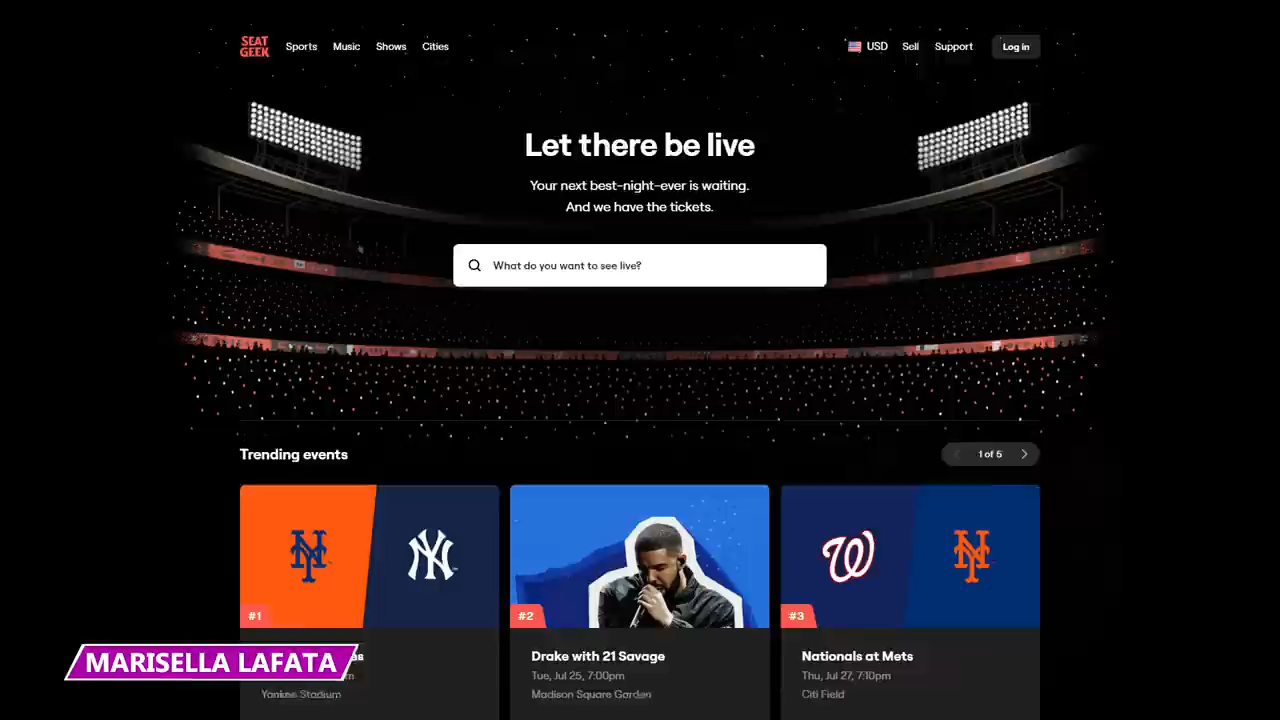 SEAT
GEEK
Sports Music Shows Cities
USD Sell Support Log in
Let there be live
Your next best-night-ever is waiting.
And we have the tickets.
What do you want to see live?
Trending events
1 of 5
#1
#2
#3
MARISELLA LAFATA
Yankee Stadium
Drake with 21 Savage
Tue, Jul 25, 7:00pm
Madison Square Garden
Nationals at Mets
Thu, Jul 27, 7:10pm
Citi Field